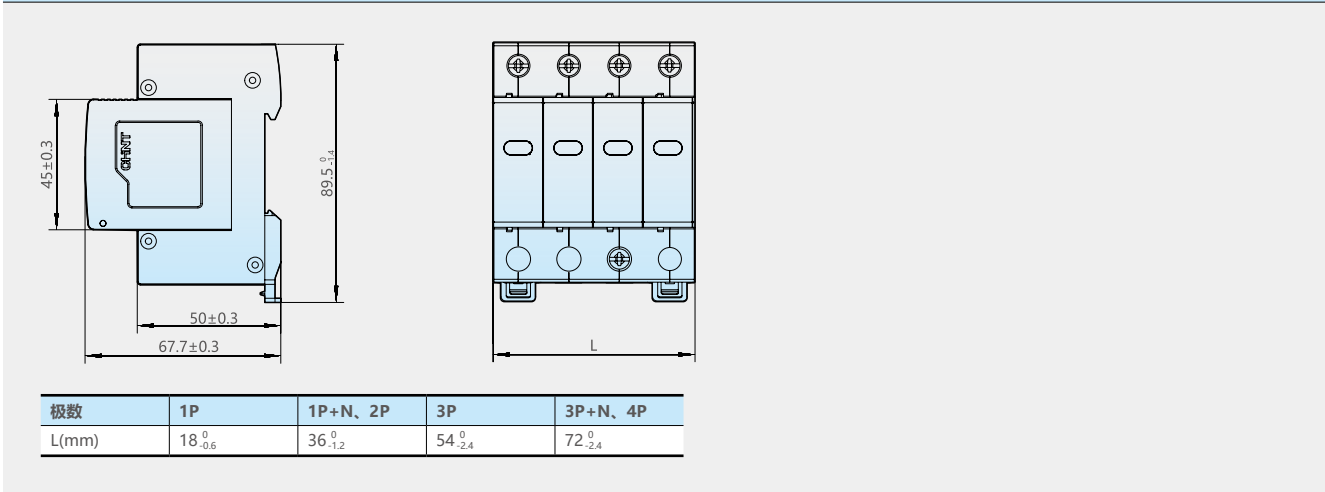 CHNT
45±0.3
89.5 0 -1.4
50±0.3
67.7±0.3
L
极数 1P 1P+N、2P 3P 3P+N、4P
L(mm) 18 0 -0.6 36 0 -1.2 54 0 -2.4 72 0 -2.4